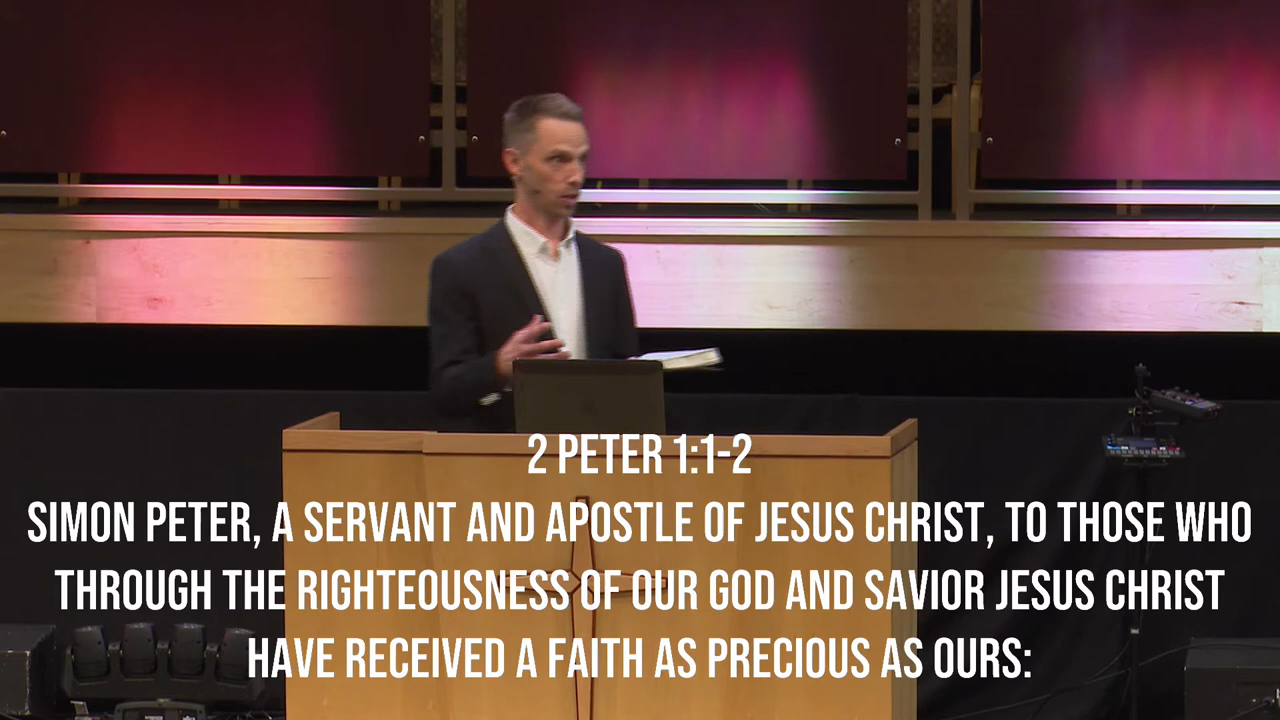 2 PETER 1:1-2
SIMON PETER, A SERVANT AND APOSTLE OF JESUS CHRIST, TO THOSE WHO
THROUGH THE RIGHTEOUSNESS OF OUR GOD AND SAVIOR JESUS CHRIST
HAVE RECEIVED A FAITH AS PRECIOUS AS OURS: